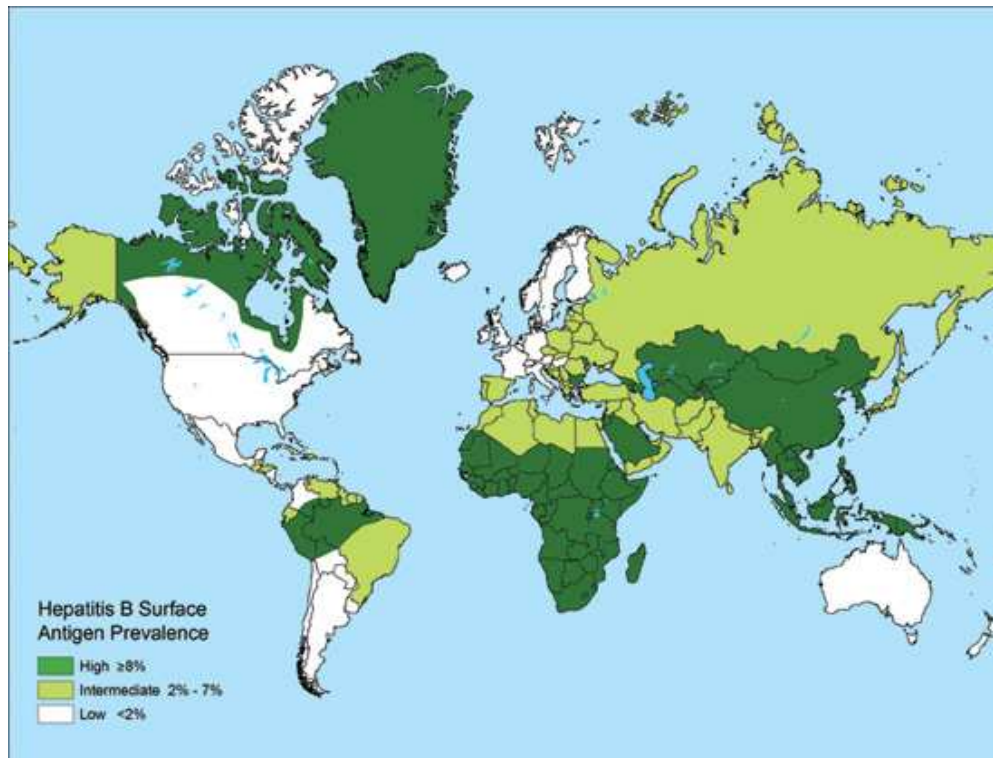 Hepatitis B Surface
Antigen Prevalence
High ≥8%
Intermediate 2% - 7%
Low <2%